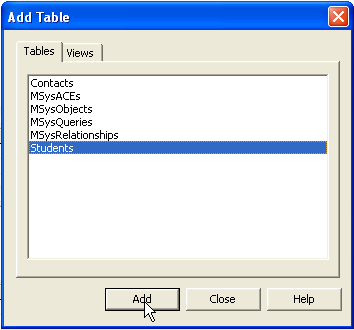 Add Table
Tables Views
Contacts
MSysACEs
MSysObjects
MSysQueries
MSysRelationships
Students
Add Close Help